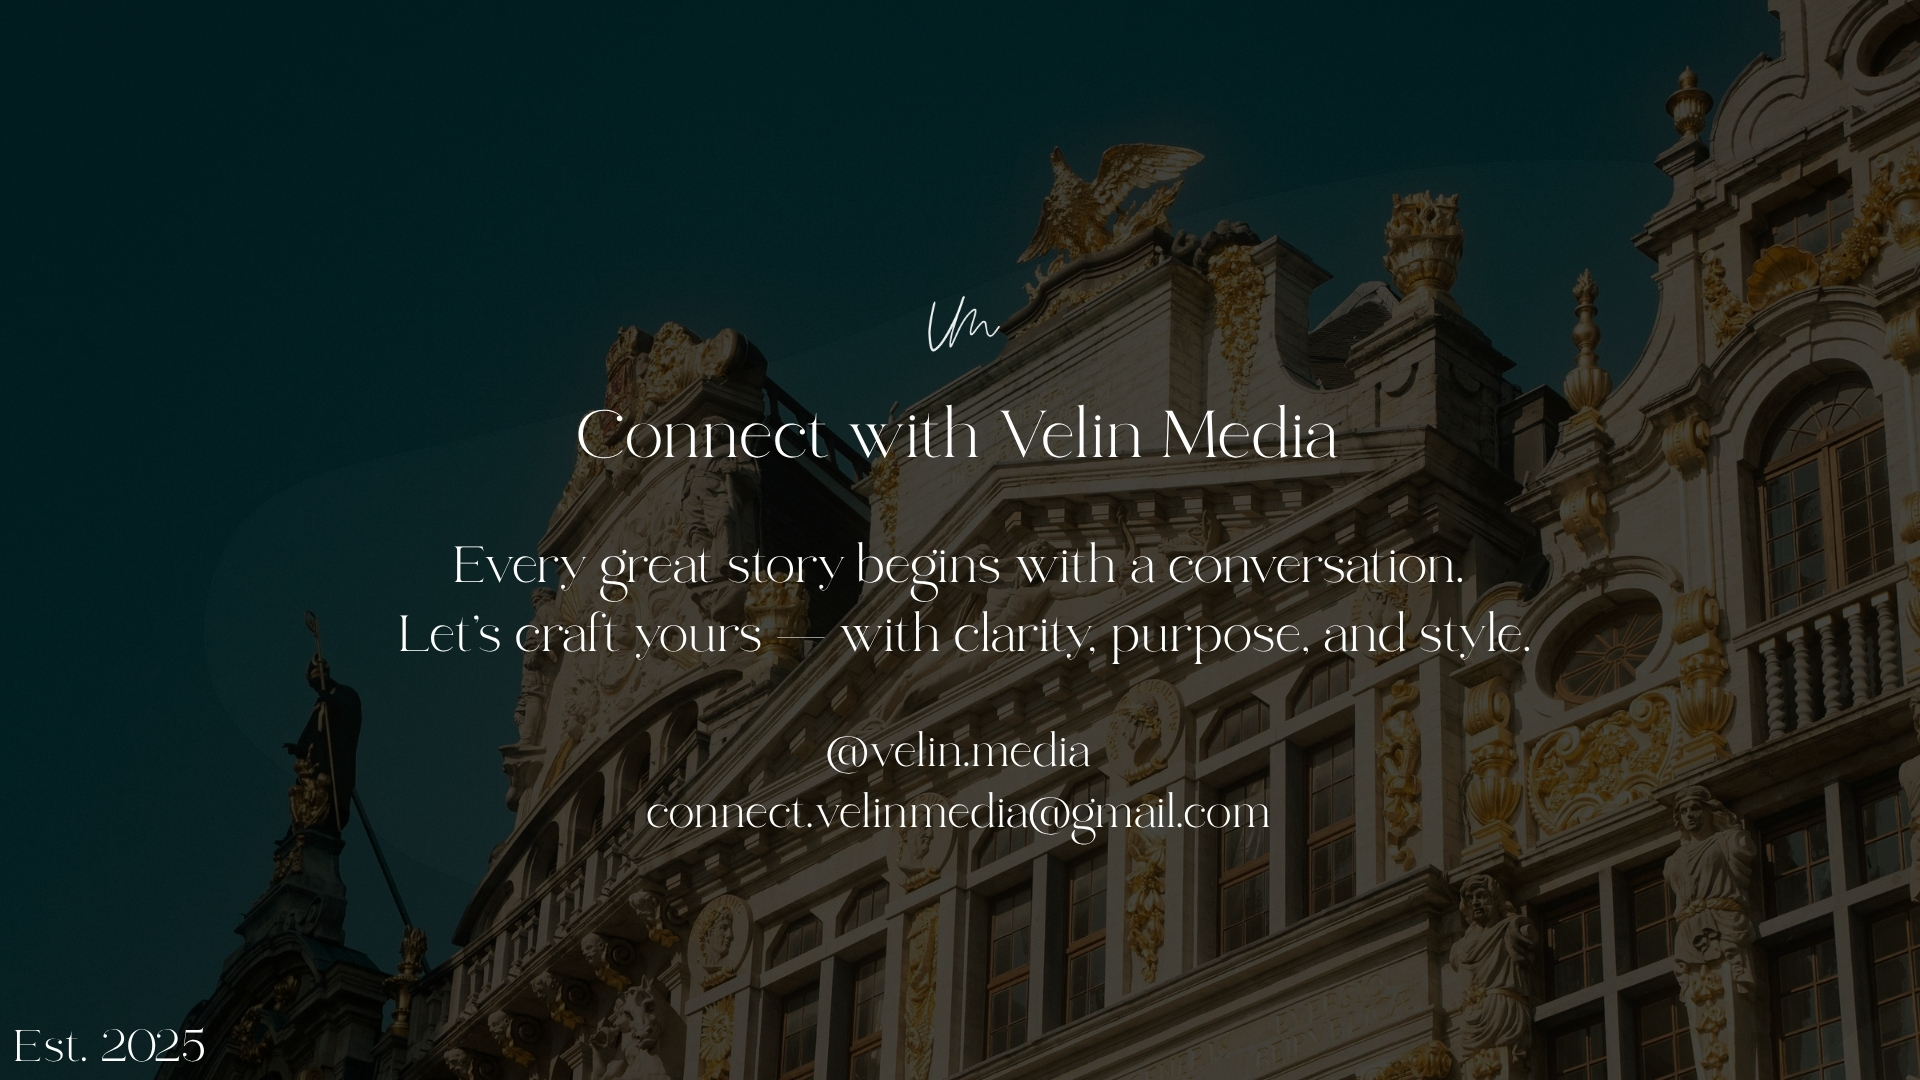 Vm
Connect with Velin Media
Every great story begins with a conversation.
Let's craft yours — with clarity, purpose, and style.
@velin.media
connect.velinmedia@gmail.com
Est. 2025